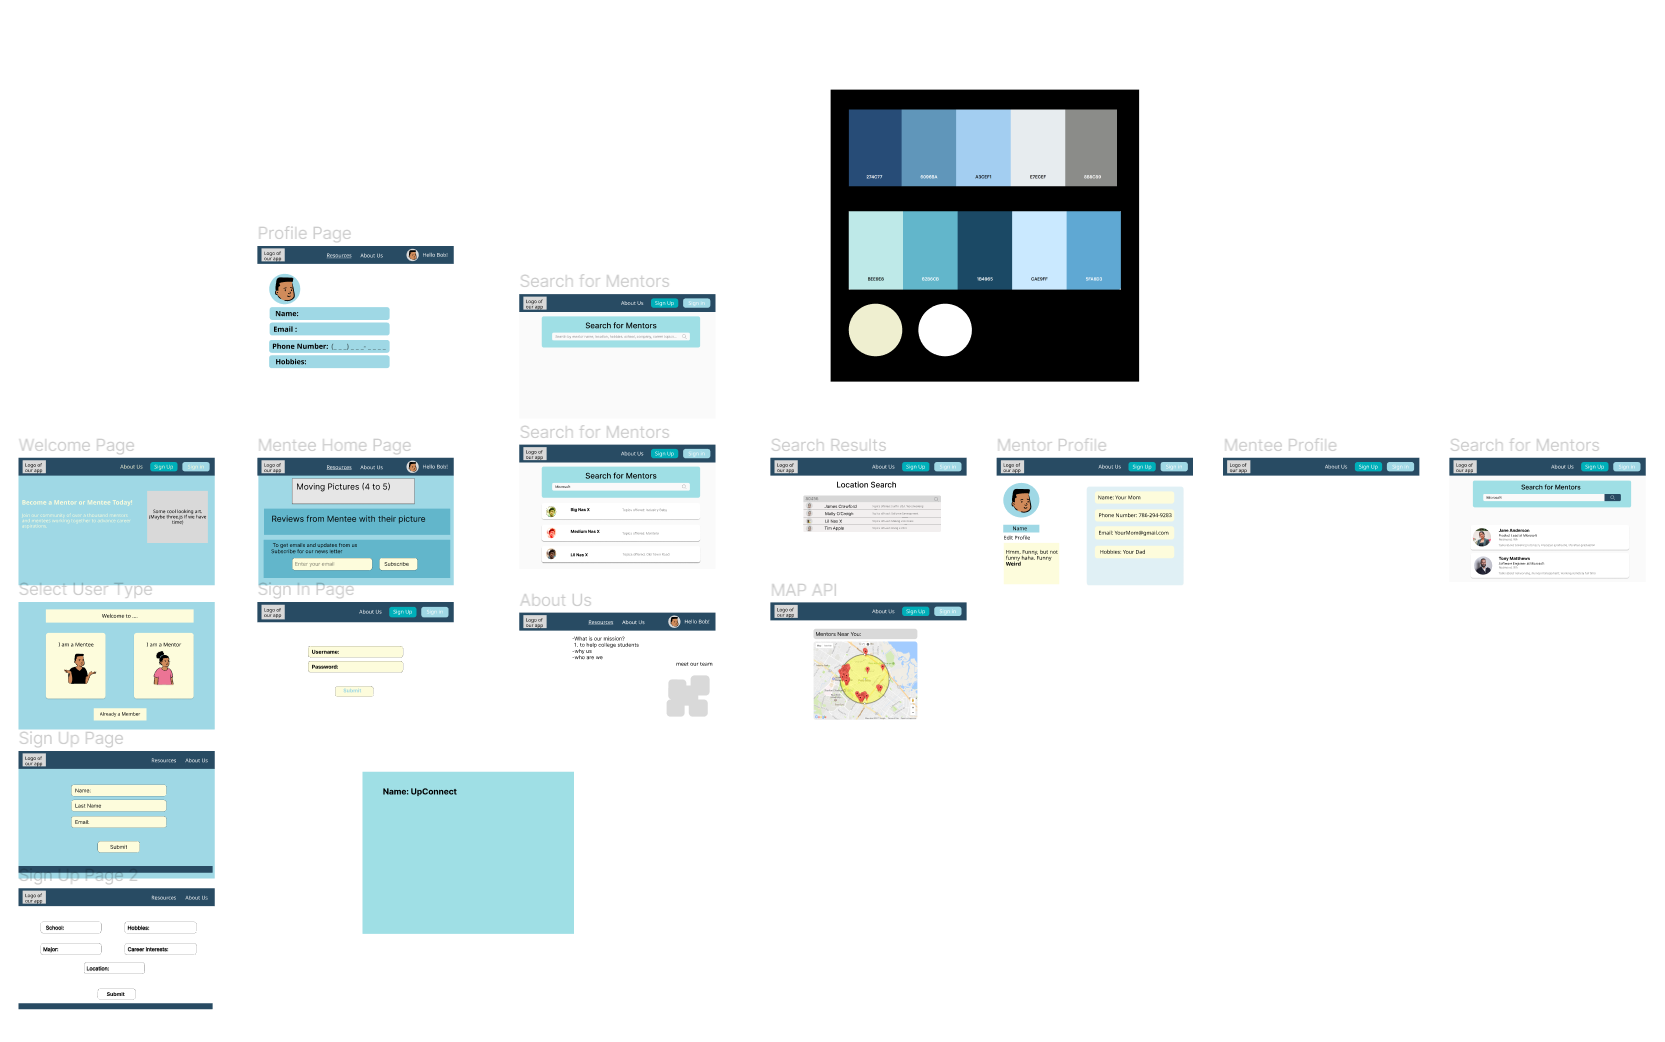 Profile Page
Logo of
our app
Resources
About Us
Hello Bob!
Name:
Email :
Phone Number: (_ _ _) _ _ _- _ _ _ _
Hobbies:
Search for Mentors
Logo of
our app
About Us
Sign Up
Sign In
Search for Mentors
274C77
6096BA
A3CEF1
E7ECEF
8B8C89
BEE9E8
62B6CB
1B4965
CAE9FF
5FA8D3
Welcome Page
Logo of
our app
About Us
Sign Up
Sign In
Become a Mentor or Mentee Today!
Some cool looking art.
(Maybe three.js if we have
time)
Mentee Home Page
Logo of
our app
Resources
About Us
Hello Bob!
Moving Pictures (4 to 5)
Reviews from Mentee with their picture
To get emails and updates from us
Subscribe for our news letter
Enter your email
Subscribe
Search for Mentors
Logo of
our app
About Us
Sign Up
Sign In
Search for Mentors
Microsoft
Big Nas X
Medium Nas X
Lil Nas X
Search Results
Logo of
our app
About Us
Sign Up
Sign In
Location Search
James Crawford
Molly O'Cleigh
Lil Nas X
Tim Apple
Mentor Profile
Logo of
our app
About Us
Sign Up
Sign In
Name
Edit Profile
Hmm, Funny, but not
funny haha. Funny
Weird
Name: Your Mom
Phone Number: 786-294-9293
Email: YourMom@gmail.com
Hobbies: Your Dad
Mentee Profile
Logo of
our app
About Us
Sign Up
Sign In
Search for Mentors
Logo of
our app
About Us
Sign Up
Sign In
Search for Mentors
Microsoft
Jane Anderson
Product Lead at Microsoft
Redmond, WA
Tony Matthews
Software Engineer at Microsoft
Redmond, WA
Select User Type
Welcome to ....
I am a Mentee
I am a Mentor
Already a Member
Sign In Page
Logo of
our app
About Us
Sign Up
Sign In
Username:
Password:
Submit
About Us
Logo of
our app
Resources
About Us
Hello Bob!
-What is our mission?
1. to help college students
-why us
-who are we
meet our team
MAP API
Logo of
our app
About Us
Sign Up
Sign In
Mentors Near You:
Sign Up Page
Logo of
our app
Resources
About Us
Name:
Last Name
Email:
Submit
Name: UpConnect
Sign Up Page 2
Logo of
our app
Resources
About Us
School:
Hobbies:
Major:
Career Interests:
Location:
Submit